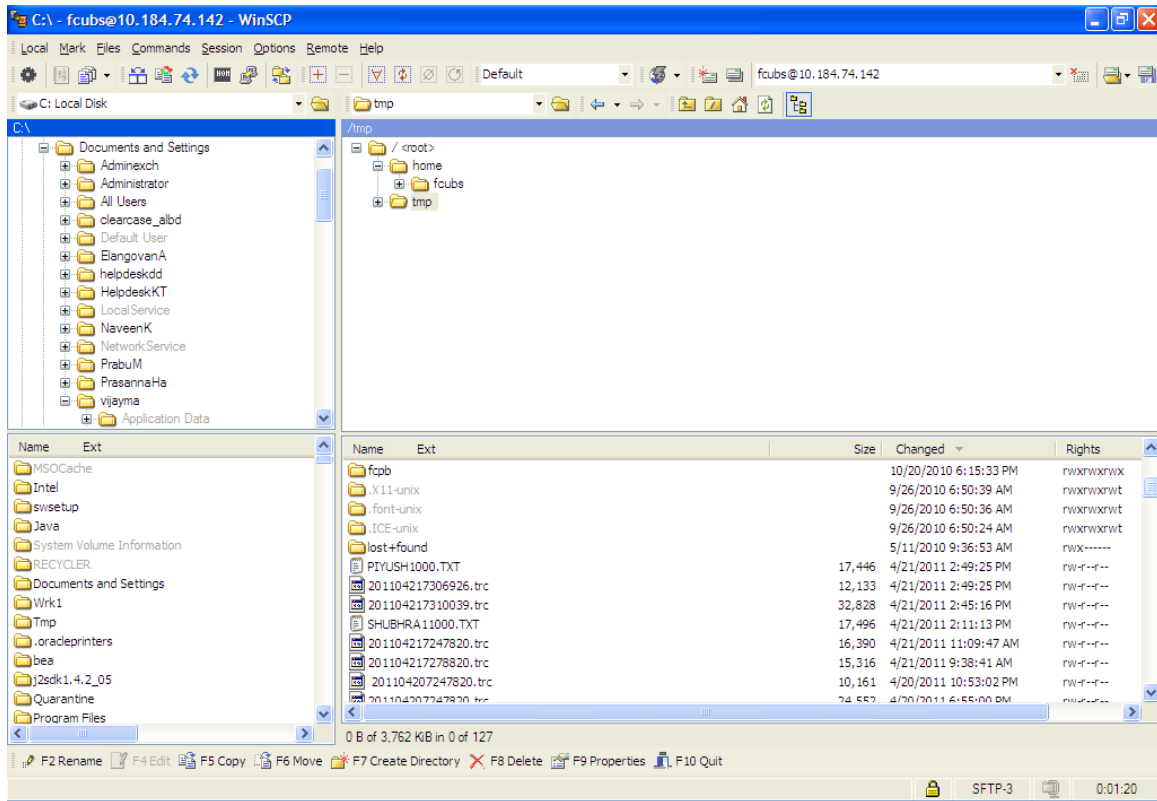 C:\ - fcubs@10.184.74.142 - WinSCP
Local Mark Files Commands Session Options Remote Help
Default
fcubs@10.184.74.142
C: Local Disk
tmp
C:\
/tmp
Documents and Settings
Adminexch
Administrator
All Users
clearcase_albd
Default User
ElangovanA
helpdeskdd
HelpdeskKT
LocalService
NaveenK
NetworkService
PrabuM
PrasannaHa
vijayma
Application Data
/ <root>
home
fcubs
tmp
Name Ext
MSOCache
Intel
swsetup
Java
System Volume Information
RECYCLER
Documents and Settings
Wrk1
Tmp
.oracleprinters
bea
j2sdk1.4.2_05
Quarantine
Program Files
Name Ext Size Changed Rights
fcpb 10/20/2010 6:15:33 PM rwxrwxrwx
.X11-unix 9/26/2010 6:50:39 AM rwxrwxrwt
.font-unix 9/26/2010 6:50:36 AM rwxrwxrwt
.ICE-unix 9/26/2010 6:50:24 AM rwxrwxrwt
lost+found 5/11/2010 9:36:53 AM rwx------
PIYUSH1000.TXT 17,446 4/21/2011 2:49:25 PM rw-r--r--
201104217306926.trc 12,133 4/21/2011 2:49:25 PM rw-r--r--
201104217310039.trc 32,828 4/21/2011 2:45:16 PM rw-r--r--
SHUBHRA11000.TXT 17,496 4/21/2011 2:11:13 PM rw-r--r--
201104217247820.trc 16,390 4/21/2011 11:09:47 AM rw-r--r--
201104217278820.trc 15,316 4/21/2011 9:38:41 AM rw-r--r--
201104207247820.trc 10,161 4/20/2011 10:53:02 PM rw-r--r--
201104207247820.trc 24,552 4/20/2011 6:55:00 PM rw-r--r--
0 B of 3,762 KiB in 0 of 127
F2 Rename F4 Edit F5 Copy F6 Move F7 Create Directory F8 Delete F9 Properties F10 Quit
SFTP-3 0:01:20